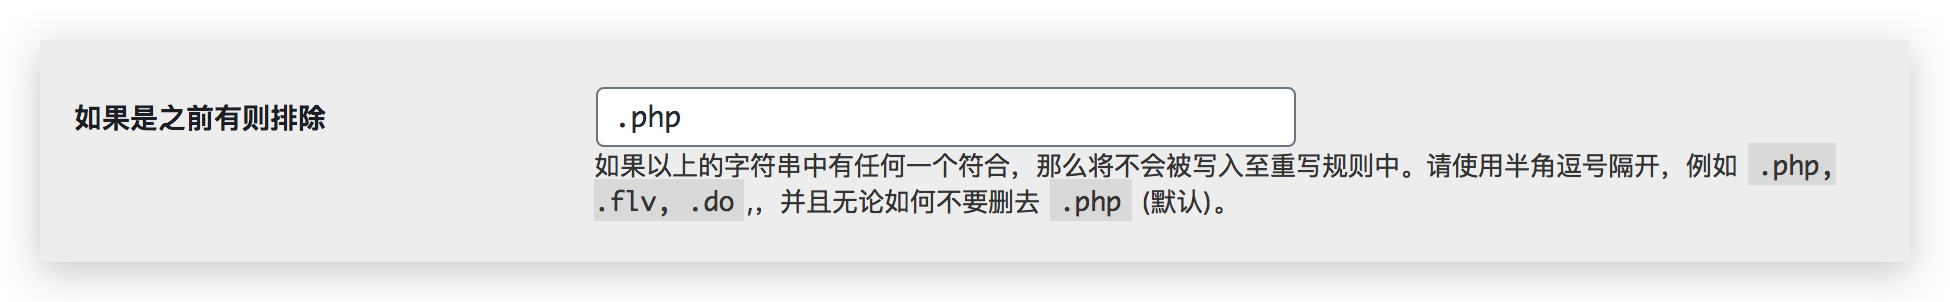 如果是之前有则排除
.php
如果以上的字符串中有任何一个符合，那么将不会被写入至重写规则中。请使用半角逗号隔开，例如 .php,
.flv, .do ,，并且无论如何不要删去 .php (默认)。